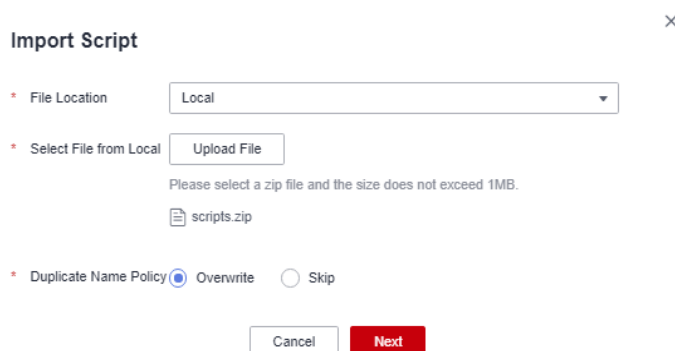 Import Script
* File Location Local
* Select File from Local Upload File
Please select a zip file and the size does not exceed 1MB.
scripts.zip
* Duplicate Name Policy Overwrite Skip
Cancel Next